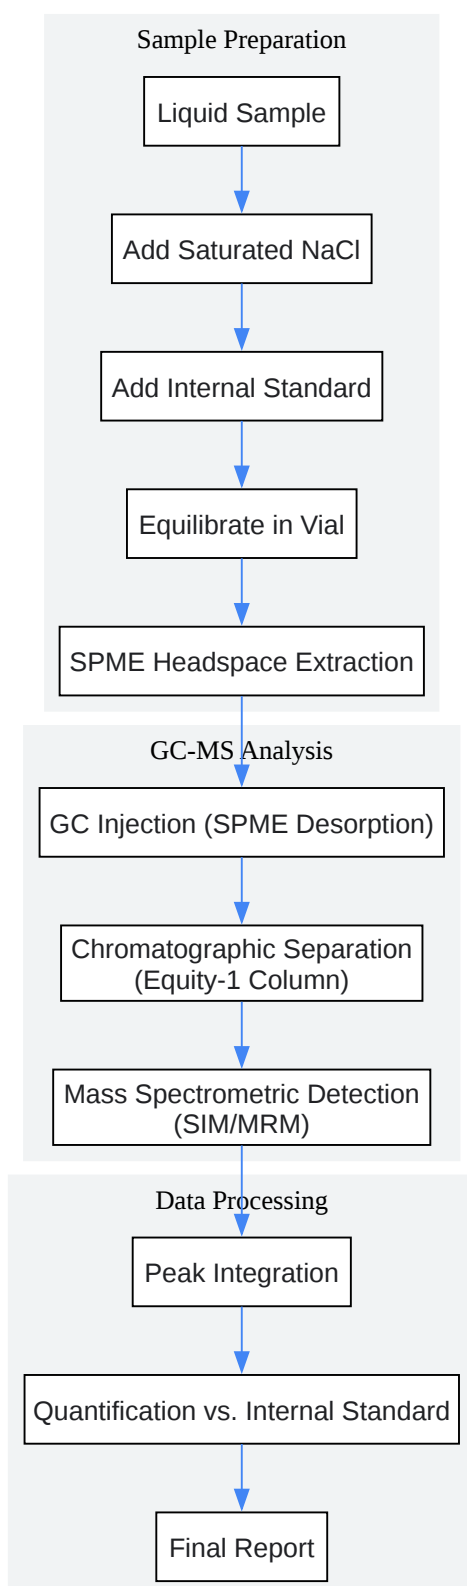 Sample Preparation
Liquid Sample
Add Saturated NaCl
Add Internal Standard
Equilibrate in Vial
SPME Headspace Extraction
GC-MS Analysis
GC Injection (SPME Desorption)
Chromatographic Separation
(Equity-1 Column)
Mass Spectrometric Detection
(SIM/MRM)
Data Processing
Peak Integration
Quantification vs. Internal Standard
Final Report